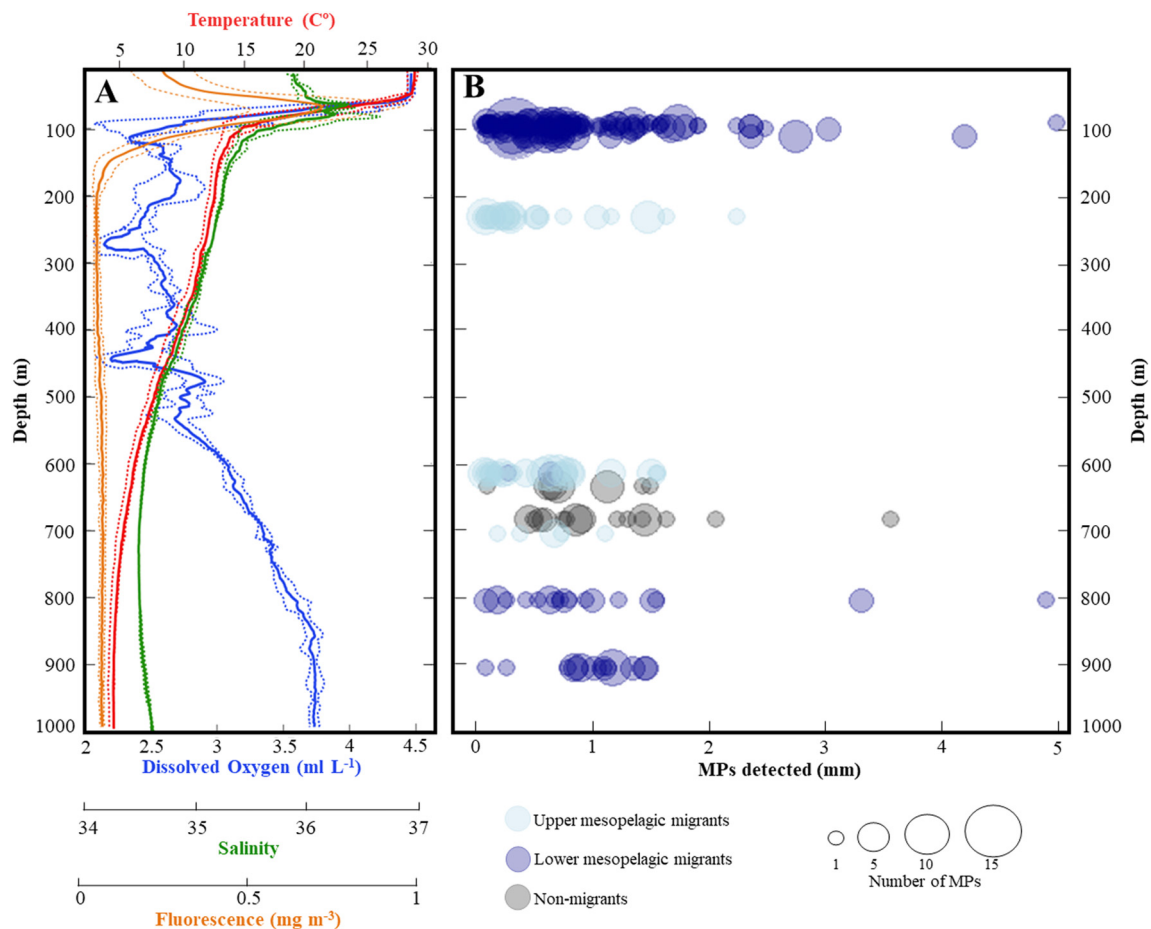 Temperature (Cº)
5 10 15 20 25 30
A
B
100 100
200 200
300 300
400 400
500 500
600 600
700 700
800 800
900 900
1000 1000
Depth (m)
Depth (m)
2 2.5 3 3.5 4 4.5
0 1 2 3 4 5
Dissolved Oxygen (ml L-1)
MPs detected (mm)
34 35 36 37
Salinity
0 0.5 1
Fluorescence (mg m-3)
Upper mesopelagic migrants
Lower mesopelagic migrants
Non-migrants
1 5 10 15
Number of MPs